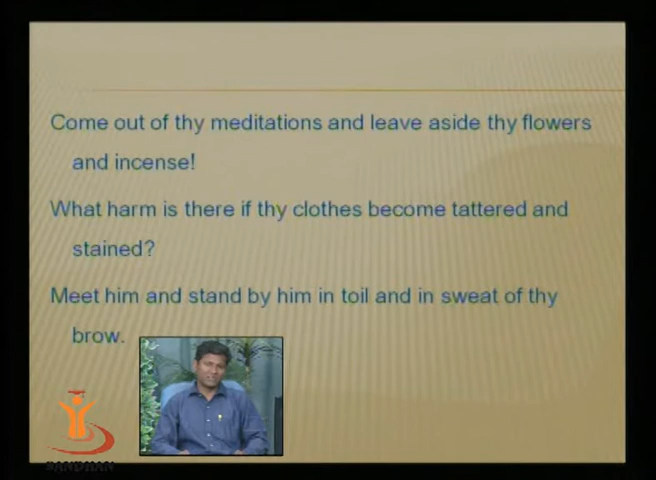 Come out of thy meditations and leave aside thy flowers
and incense!
What harm is there if thy clothes become tattered and
stained?
Meet him and stand by him in toil and in sweat of thy
brow.
SANDHAN